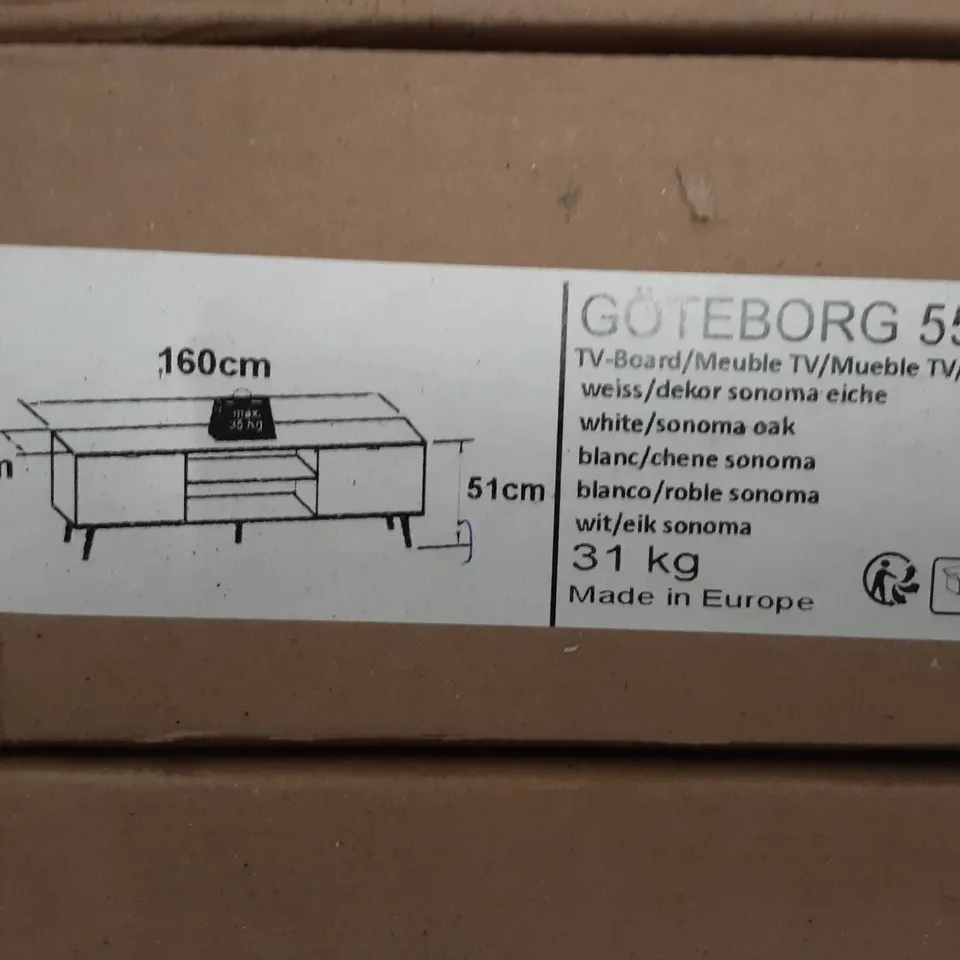 160cm
max.
35 kg
51cm
GÖTEBORG 55
TV-Board/Meuble TV/Mueble TV/
weiss/dekor sonoma eiche
white/sonoma oak
blanc/chene sonoma
blanco/roble sonoma
wit/eik sonoma
31 kg
Made in Europe